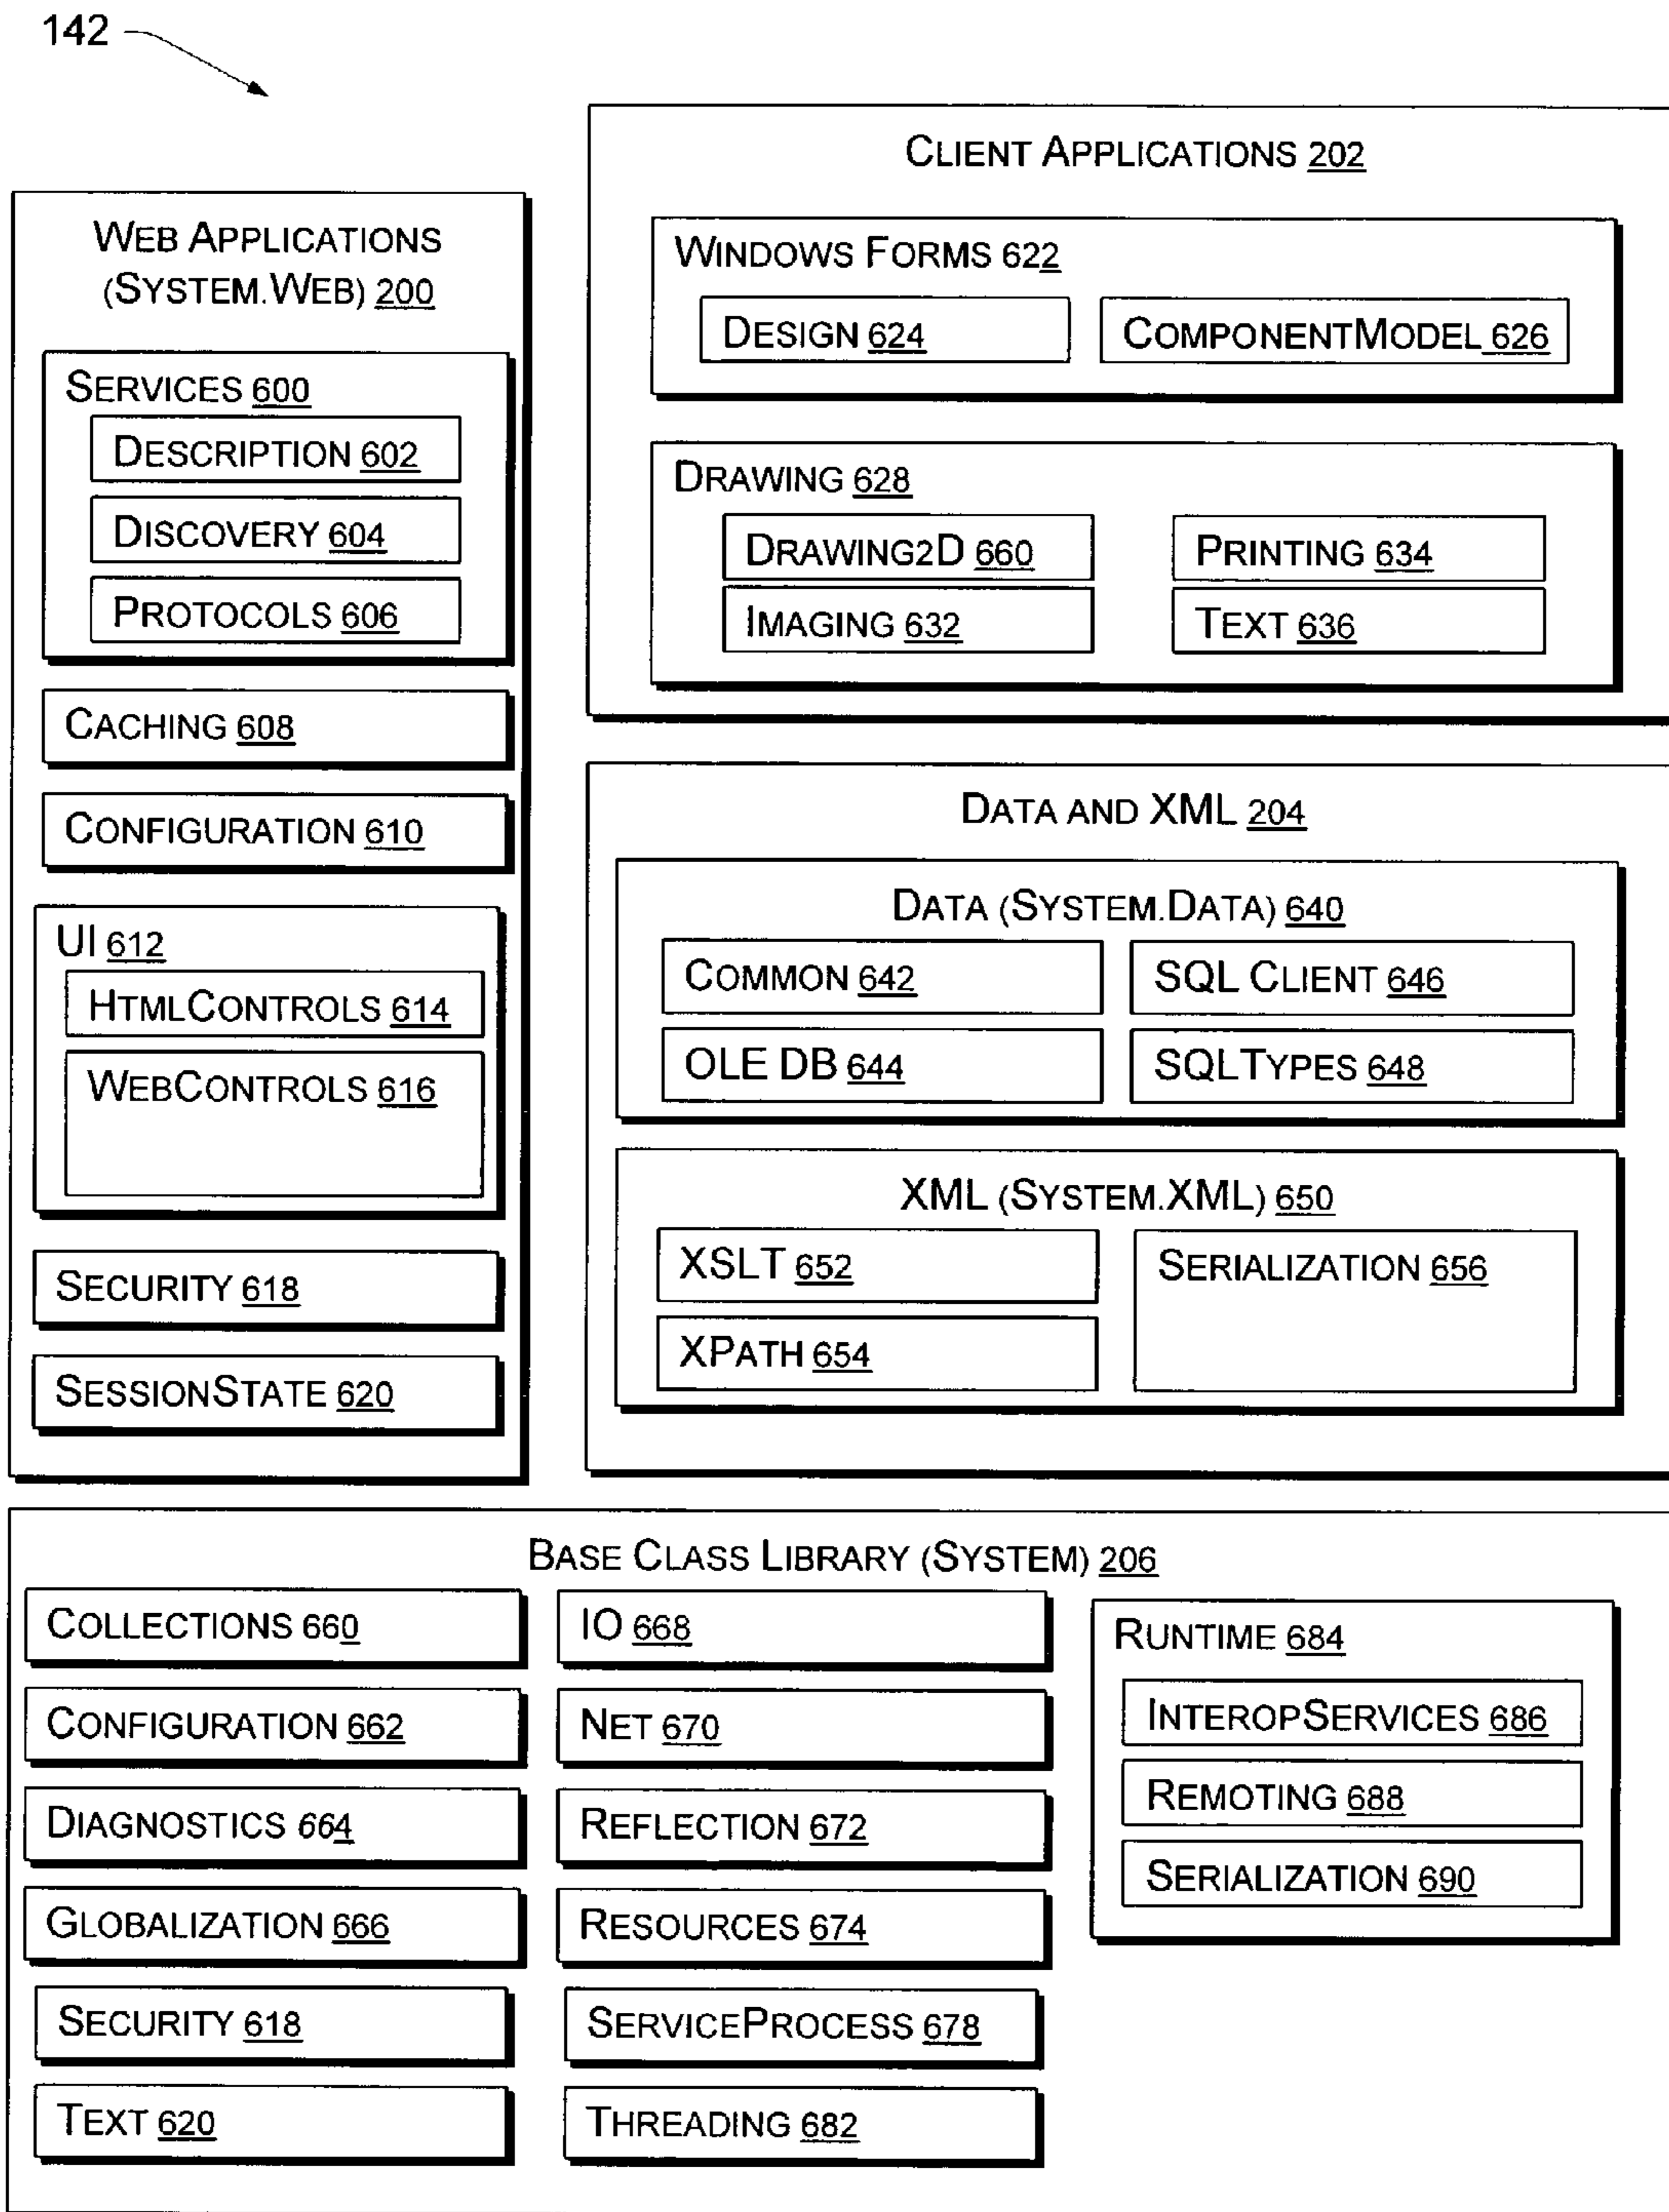 142
WEB APPLICATIONS
(SYSTEM.WEB) 200
SERVICES 600
DESCRIPTION 602
DISCOVERY 604
PROTOCOLS 606
CACHING 608
CONFIGURATION 610
UI 612
HTMLCONTROLS 614
WEBCONTROLS 616
SECURITY 618
SESSIONSTATE 620
CLIENT APPLICATIONS 202
WINDOWS FORMS 622
DESIGN 624
COMPONENTMODEL 626
DRAWING 628
DRAWING2D 660
IMAGING 632
PRINTING 634
TEXT 636
DATA AND XML 204
DATA (SYSTEM.DATA) 640
COMMON 642
OLE DB 644
SQL CLIENT 646
SQLTYPES 648
XML (SYSTEM.XML) 650
XSLT 652
XPATH 654
SERIALIZATION 656
BASE CLASS LIBRARY (SYSTEM) 206
COLLECTIONS 660
CONFIGURATION 662
DIAGNOSTICS 664
GLOBALIZATION 666
SECURITY 618
TEXT 620
IO 668
NET 670
REFLECTION 672
RESOURCES 674
SERVICEPROCESS 678
THREADING 682
RUNTIME 684
INTEROPSERVICES 686
REMOTING 688
SERIALIZATION 690